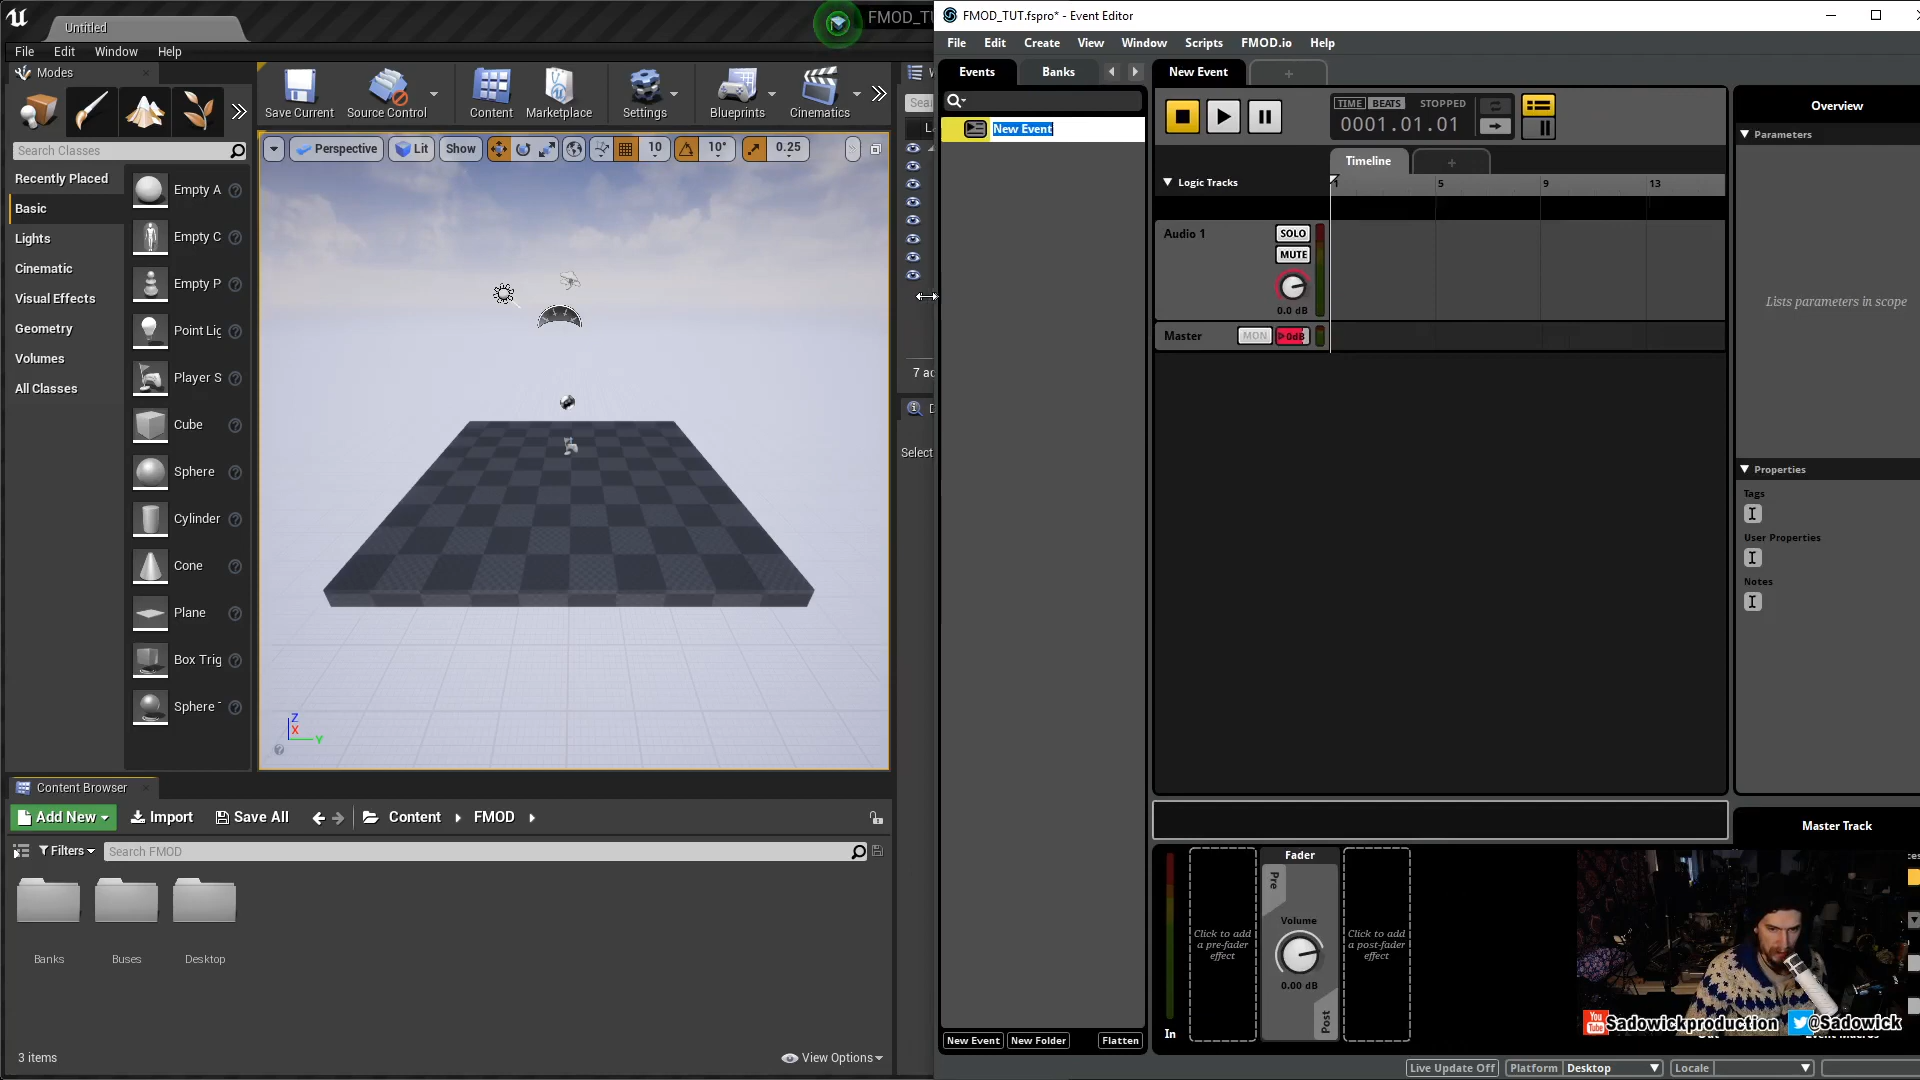 Untitled
FMOD_TU
File Edit Window Help
Modes
Search Classes
Recently Placed
Basic
Lights
Cinematic
Visual Effects
Geometry
Volumes
All Classes
Empty A
Empty C
Empty P
Point Lig
Player S
Cube
Sphere
Cylinder
Cone
Plane
Box Trig
Sphere
Save Current
Source Control
Content
Marketplace
Settings
Blueprints
Cinematics
Perspective
Lit
Show
10
10°
0.25
Z
X
Y
Sea
7 ac
Select
Content Browser
Add New
Import
Save All
Content
FMOD
Filters
Search FMOD
Banks
Buses
Desktop
3 items
View Options
FMOD_TUT.fspro* - Event Editor
File Edit Create View Window Scripts FMOD.io Help
Events
Banks
New Event
New Event
New Folder
Flatten
New Event
TIME BEATS STOPPED
0001.01.01
Timeline
Logic Tracks
1 5 9 13
Audio 1
SOLO
MUTE
0.0 dB
Master
MON
0dB
Overview
Parameters
Lists parameters in scope
Properties
Tags
User Properties
Notes
Master Track
Fader
Pre
Volume
0.00 dB
Post
Click to add
a pre-fader
effect
Click to add
a post-fader
effect
In
Out
Event Macros
You
Tube
Sadowickproduction
@Sadowick
Live Update Off
Platform
Desktop
Locale